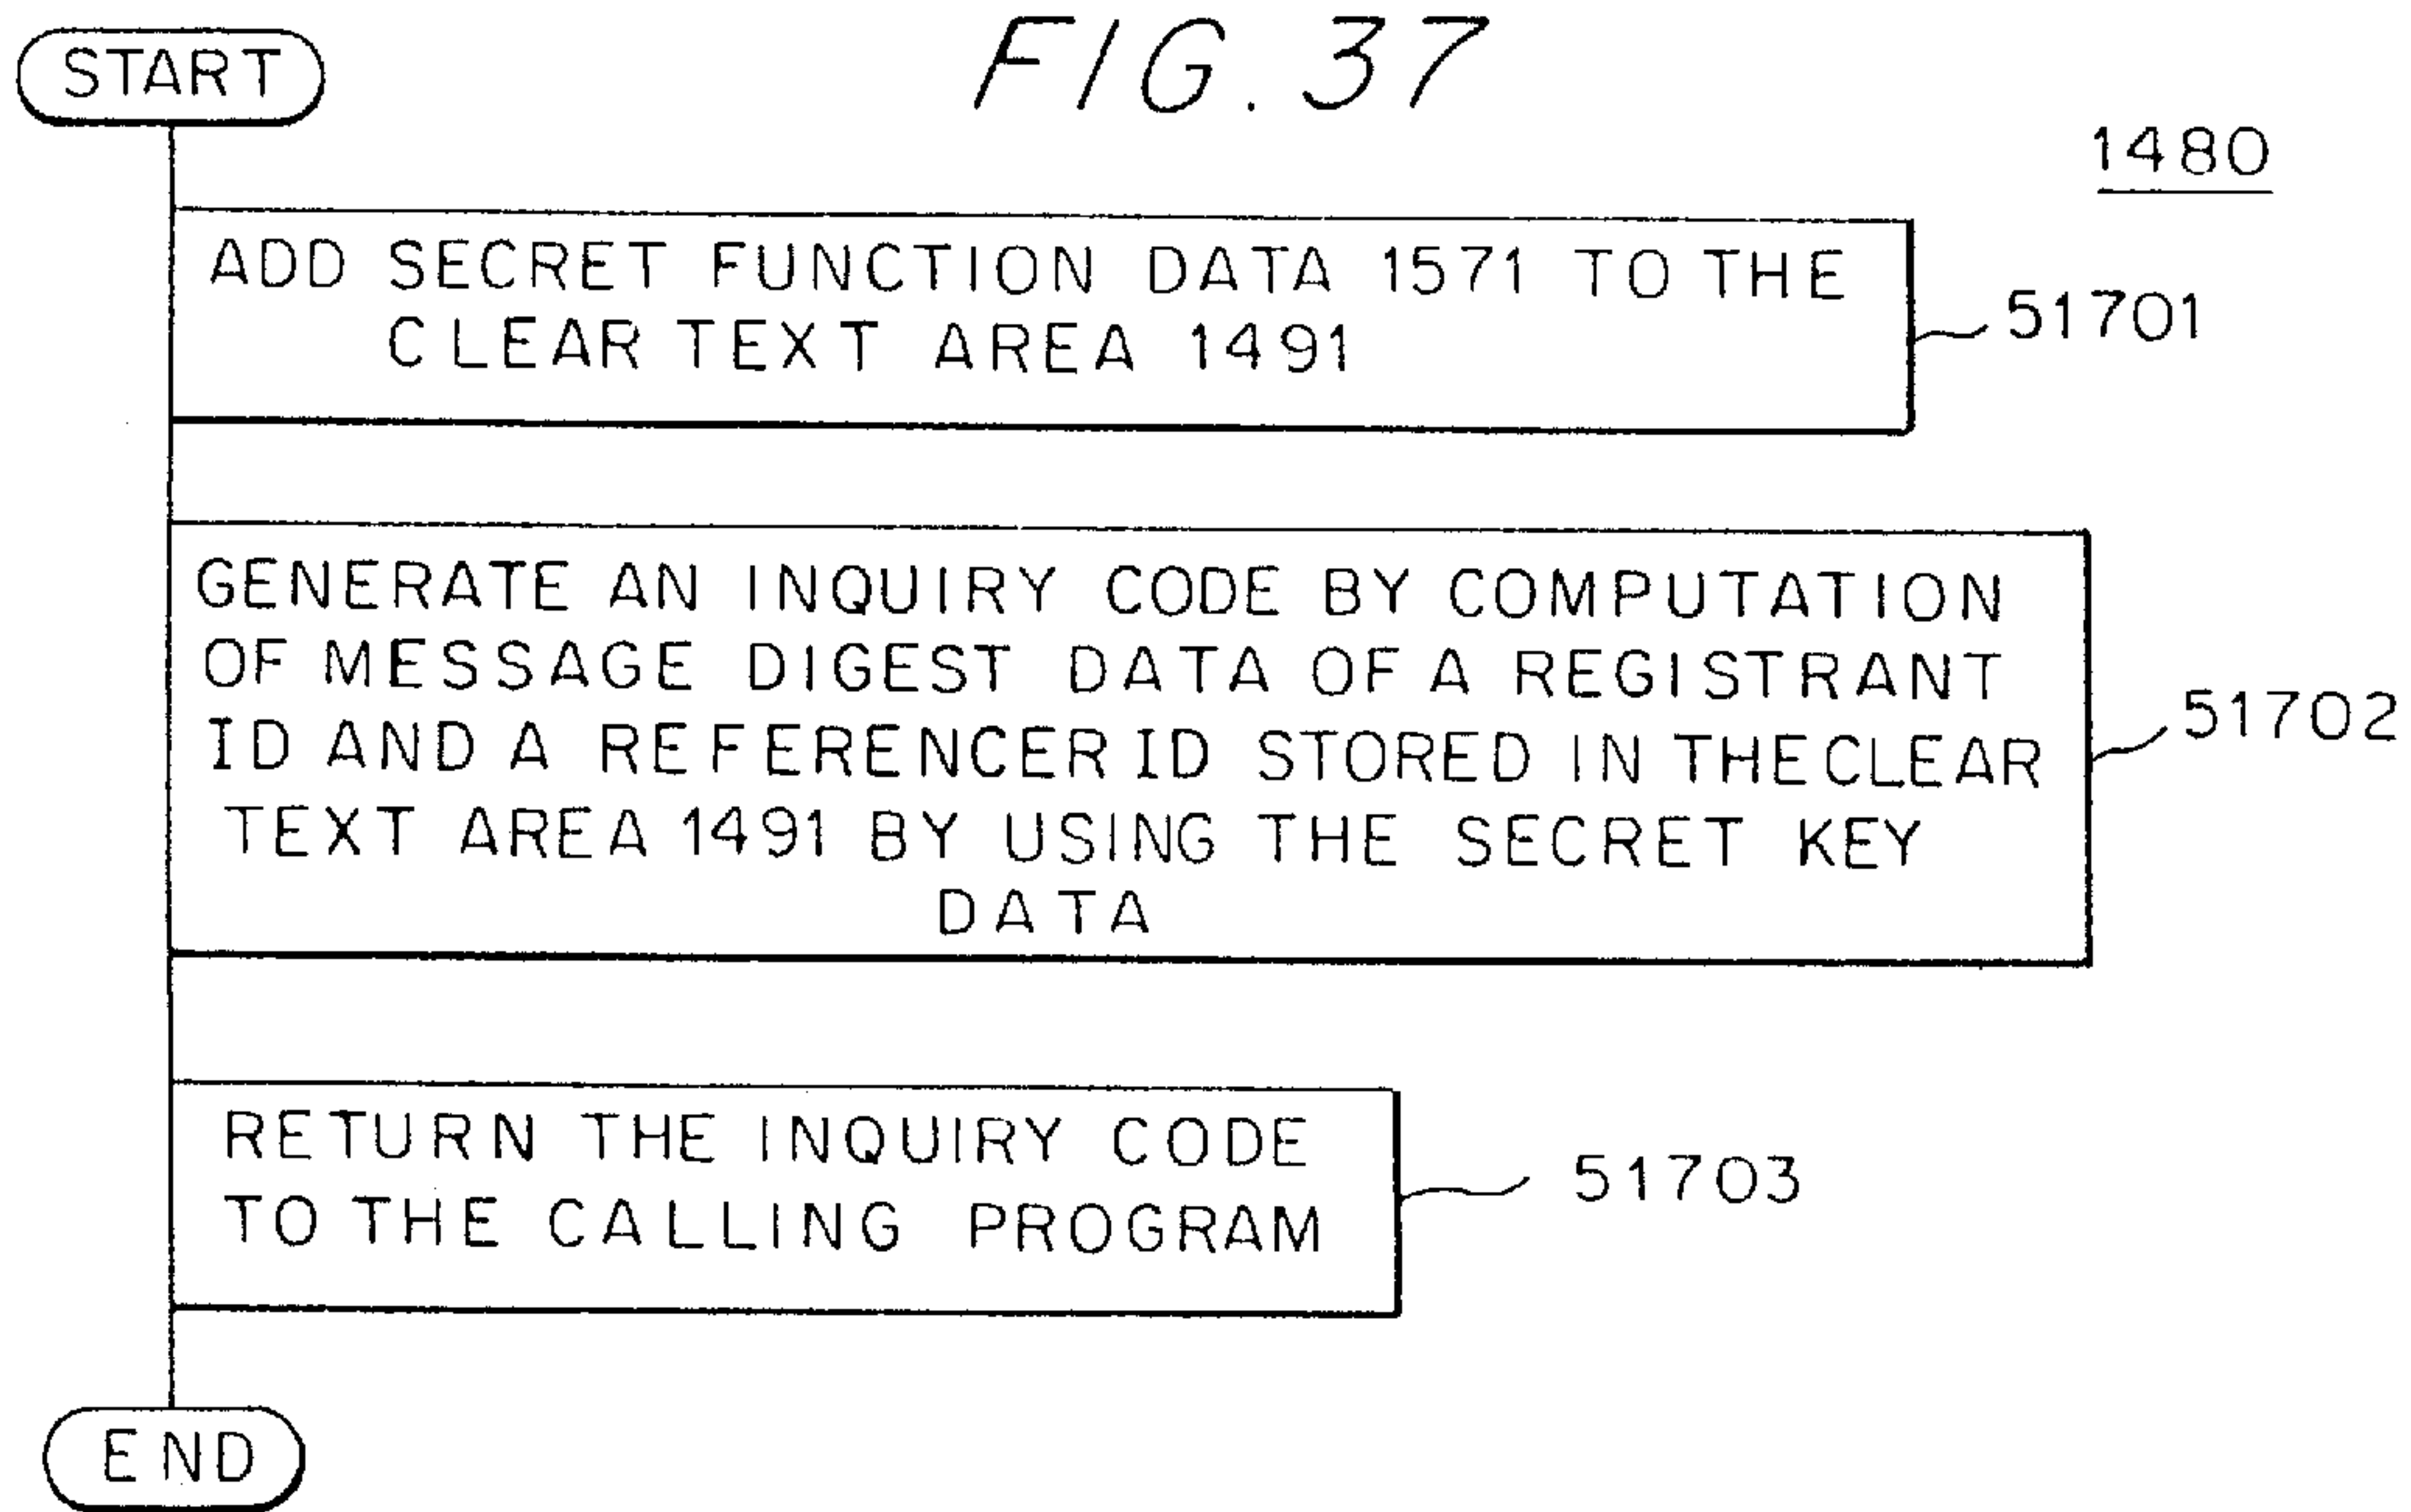 FIG. 37
START
1480
ADD SECRET FUNCTION DATA 1571 TO THE
CLEAR TEXT AREA 1491
51701
GENERATE AN INQUIRY CODE BY COMPUTATION
OF MESSAGE DIGEST DATA OF A REGISTRANT
ID AND A REFERENCER ID STORED IN THE CLEAR
TEXT AREA 1491 BY USING THE SECRET KEY
DATA
51702
RETURN THE INQUIRY CODE
TO THE CALLING PROGRAM
51703
END